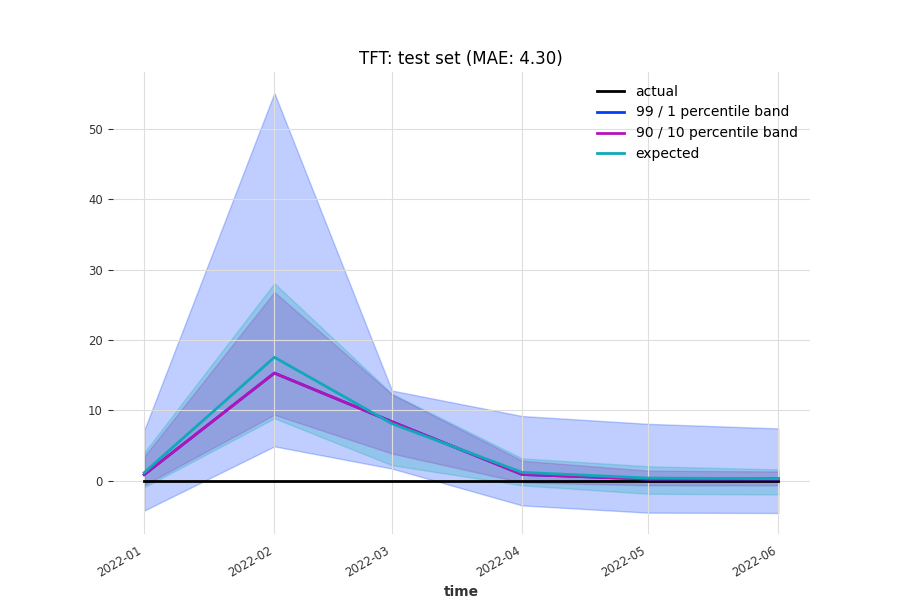 TFT: test set (MAE: 4.30)
actual
99 / 1 percentile band
90 / 10 percentile band
expected
50
40
30
20
10
0
2022-01
2022-02
2022-03
2022-04
2022-05
2022-06
time